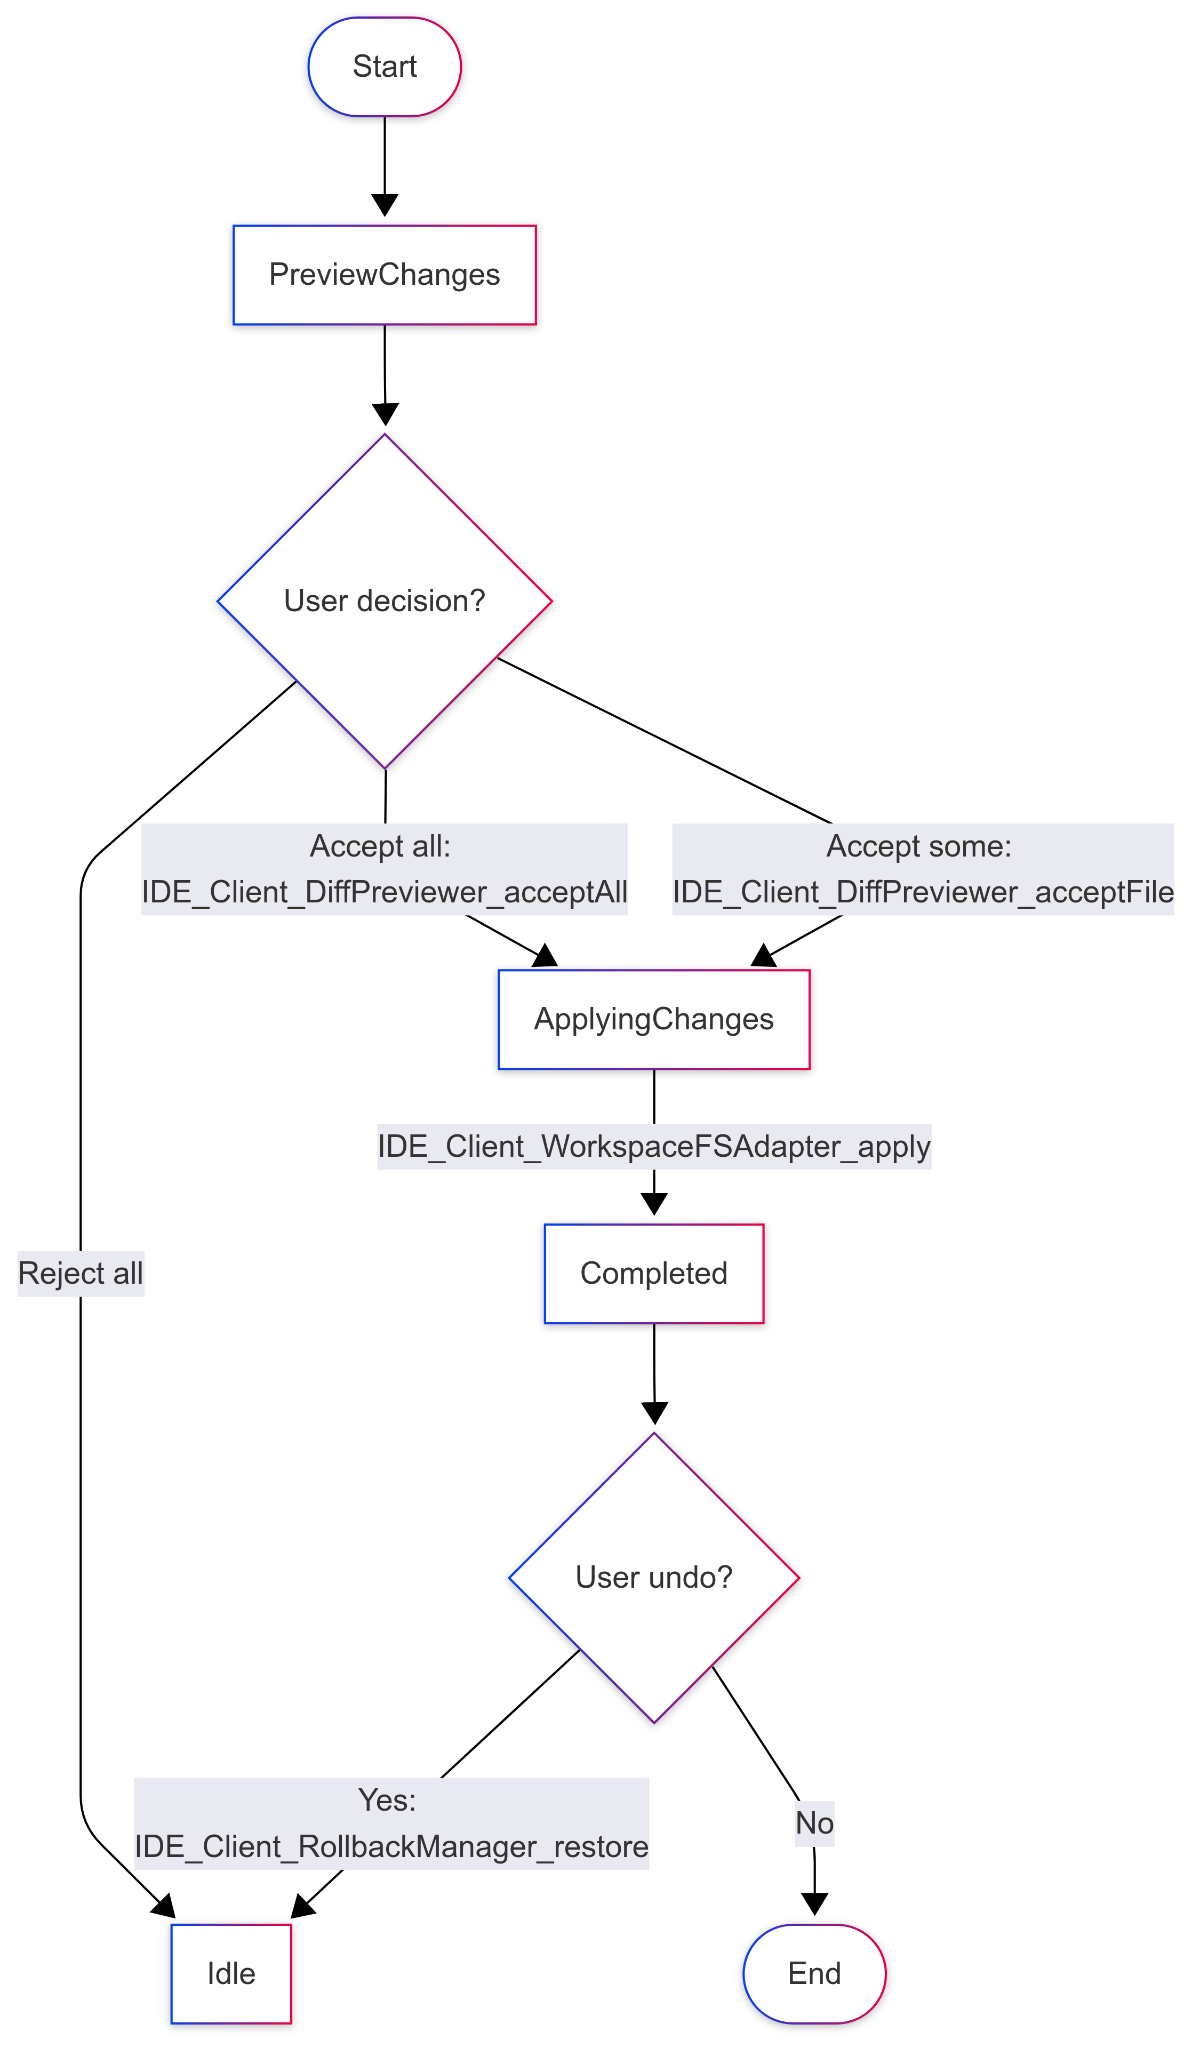 Start
PreviewChanges
User decision?
Accept all:
IDE_Client_DiffPreviewer_acceptAll
Accept some:
IDE_Client_DiffPreviewer_acceptFile
ApplyingChanges
IDE_Client_WorkspaceFSAdapter_apply
Reject all
Completed
User undo?
Yes:
IDE_Client_RollbackManager_restore
No
Idle
End